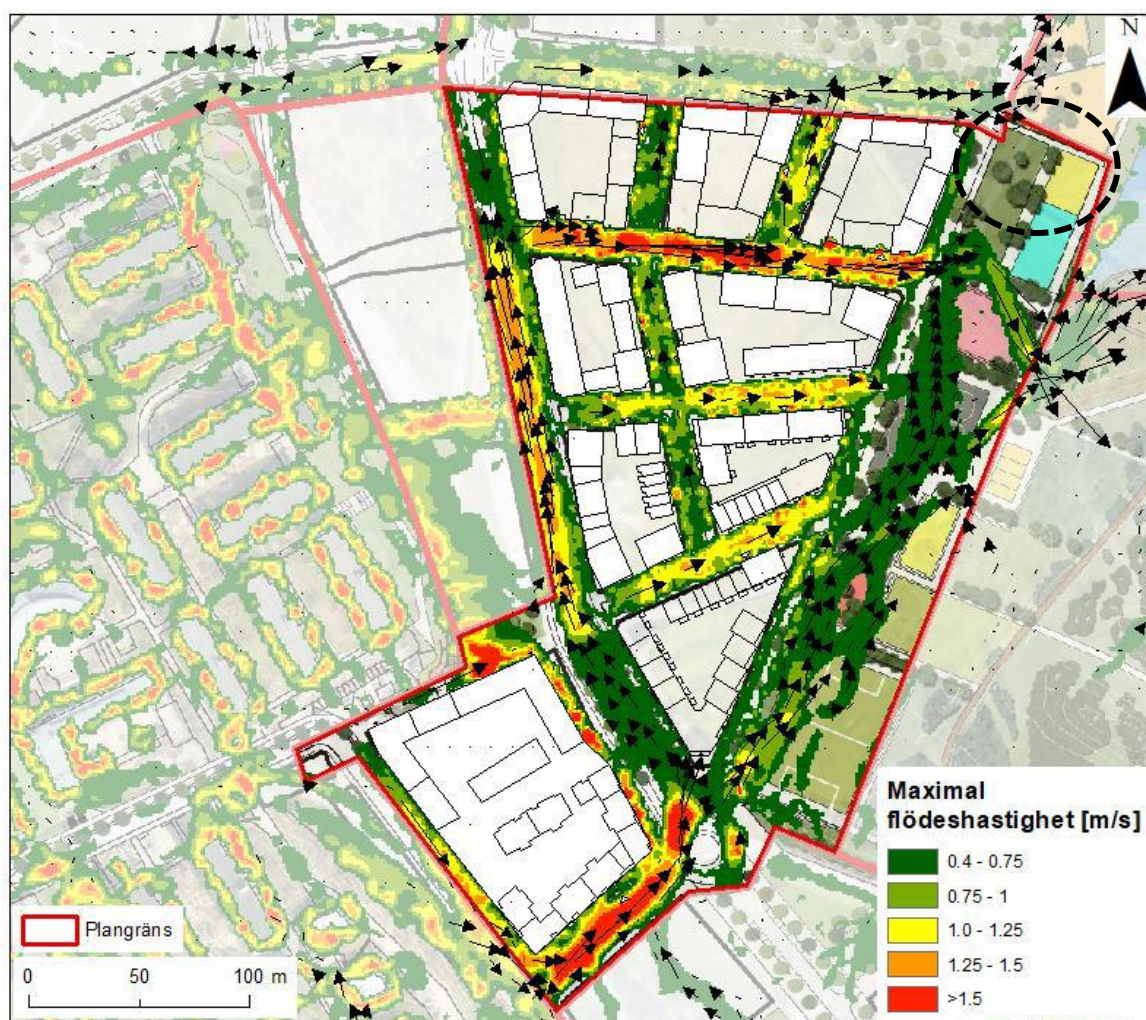 N
Maximal
flödeshastighet [m/s]
0.4 - 0.75
0.75 - 1
1.0 - 1.25
1.25 - 1.5
>1.5
Plangräns
0 50 100 m